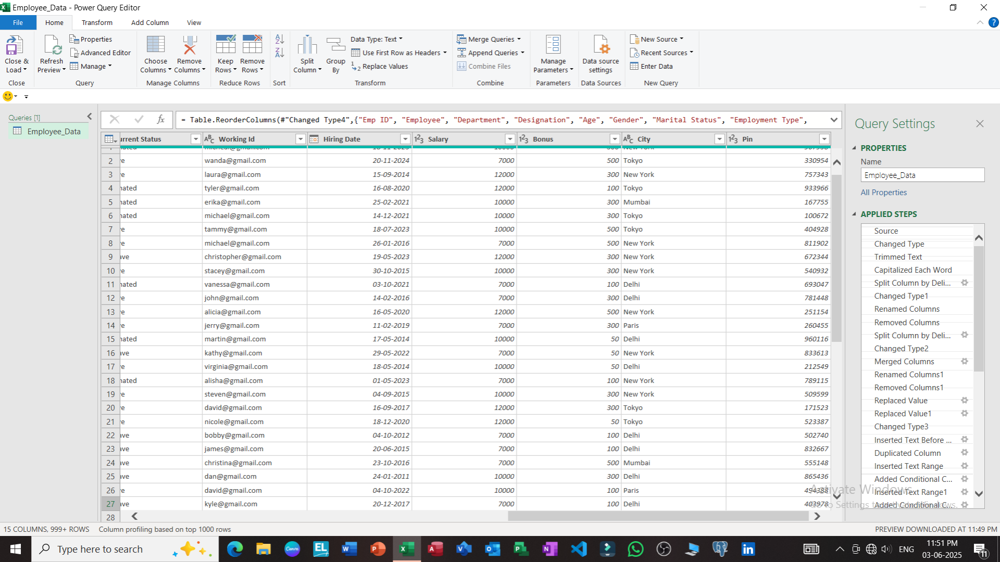 Employee_Data - Power Query Editor
File Home Transform Add Column View
Close & Load
Close
Refresh Preview
Properties
Advanced Editor
Manage
Query
Choose Columns
Remove Columns
Manage Columns
Keep Rows
Remove Rows
Reduce Rows
Sort
Split Column
Group By
Data Type: Text
Use First Row as Headers
Replace Values
Transform
Merge Queries
Append Queries
Combine Files
Combine
Manage Parameters
Parameters
Data source settings
Data Sources
New Source
Recent Sources
Enter Data
New Query
Queries [1]
Employee_Data
fx
= Table.ReorderColumns(#"Changed Type4",{"Emp ID", "Employee", "Department", "Designation", "Age", "Gender", "Marital Status", "Employment Type",
urrent Status ABC Working Id Hiring Date 123 Salary 123 Bonus ABC City 123 Pin
2 e wanda@gmail.com 20-11-2024 7000 500 Tokyo 330954
3 e laura@gmail.com 15-09-2014 12000 300 New York 757343
4 nated tyler@gmail.com 16-08-2020 12000 100 Tokyo 933966
5 nated erika@gmail.com 25-02-2021 10000 300 Mumbai 167755
6 nated michael@gmail.com 14-12-2021 10000 300 Tokyo 100672
7 e tammy@gmail.com 18-07-2023 10000 500 Tokyo 404928
8 e michael@gmail.com 26-01-2016 7000 500 New York 811902
9 ave christopher@gmail.com 19-05-2023 12000 300 New York 672344
10 e stacey@gmail.com 30-10-2015 10000 300 New York 540932
11 nated vanessa@gmail.com 03-10-2021 7000 100 Delhi 693047
12 e john@gmail.com 14-02-2016 7000 300 Delhi 781448
13 e alicia@gmail.com 16-05-2020 12000 500 New York 251154
14 e jerry@gmail.com 11-02-2019 7000 300 Paris 260455
15 nated martin@gmail.com 17-05-2014 10000 50 Delhi 960116
16 ave kathy@gmail.com 29-05-2022 7000 50 New York 833613
17 e virginia@gmail.com 18-05-2014 10000 50 Delhi 212549
18 nated alisha@gmail.com 01-05-2023 7000 100 New York 789115
19 e steven@gmail.com 04-09-2015 10000 300 New York 509599
20 e david@gmail.com 16-09-2017 12000 300 Tokyo 171523
21 e nicole@gmail.com 18-12-2020 12000 50 Tokyo 523387
22 ave bobby@gmail.com 04-10-2012 7000 100 Delhi 502740
23 ave james@gmail.com 20-06-2015 7000 100 Delhi 832667
24 ave christina@gmail.com 23-10-2016 7000 500 Mumbai 555148
25 ave dan@gmail.com 24-01-2011 10000 300 Delhi 865436
26 e david@gmail.com 04-10-2022 10000 100 Paris 494388
27 ave kyle@gmail.com 20-12-2017 7000 100 Delhi 403978
28
Query Settings
PROPERTIES
Name
Employee_Data
All Properties
APPLIED STEPS
Source
Changed Type
Trimmed Text
Capitalized Each Word
Split Column by Deli...
Changed Type1
Renamed Columns
Removed Columns
Split Column by Deli...
Changed Type2
Merged Columns
Renamed Columns1
Removed Columns1
Replaced Value
Replaced Value1
Changed Type3
Inserted Text Before ...
Duplicated Column
Inserted Text Range
Added Conditional C...
Inserted Text Range1
Added Conditional C...
Activate Windows
Go to Settings to activate Windows.
15 COLUMNS, 999+ ROWS Column profiling based on top 1000 rows
PREVIEW DOWNLOADED AT 11:49 PM
Type here to search
ENG
11:51 PM
03-06-2025
11